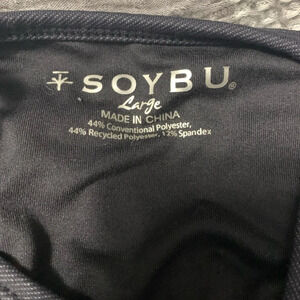 SOYBU®
Large
MADE IN CHINA
44% Conventional Polyester,
44% Recycled Polyester, 12% Spandex